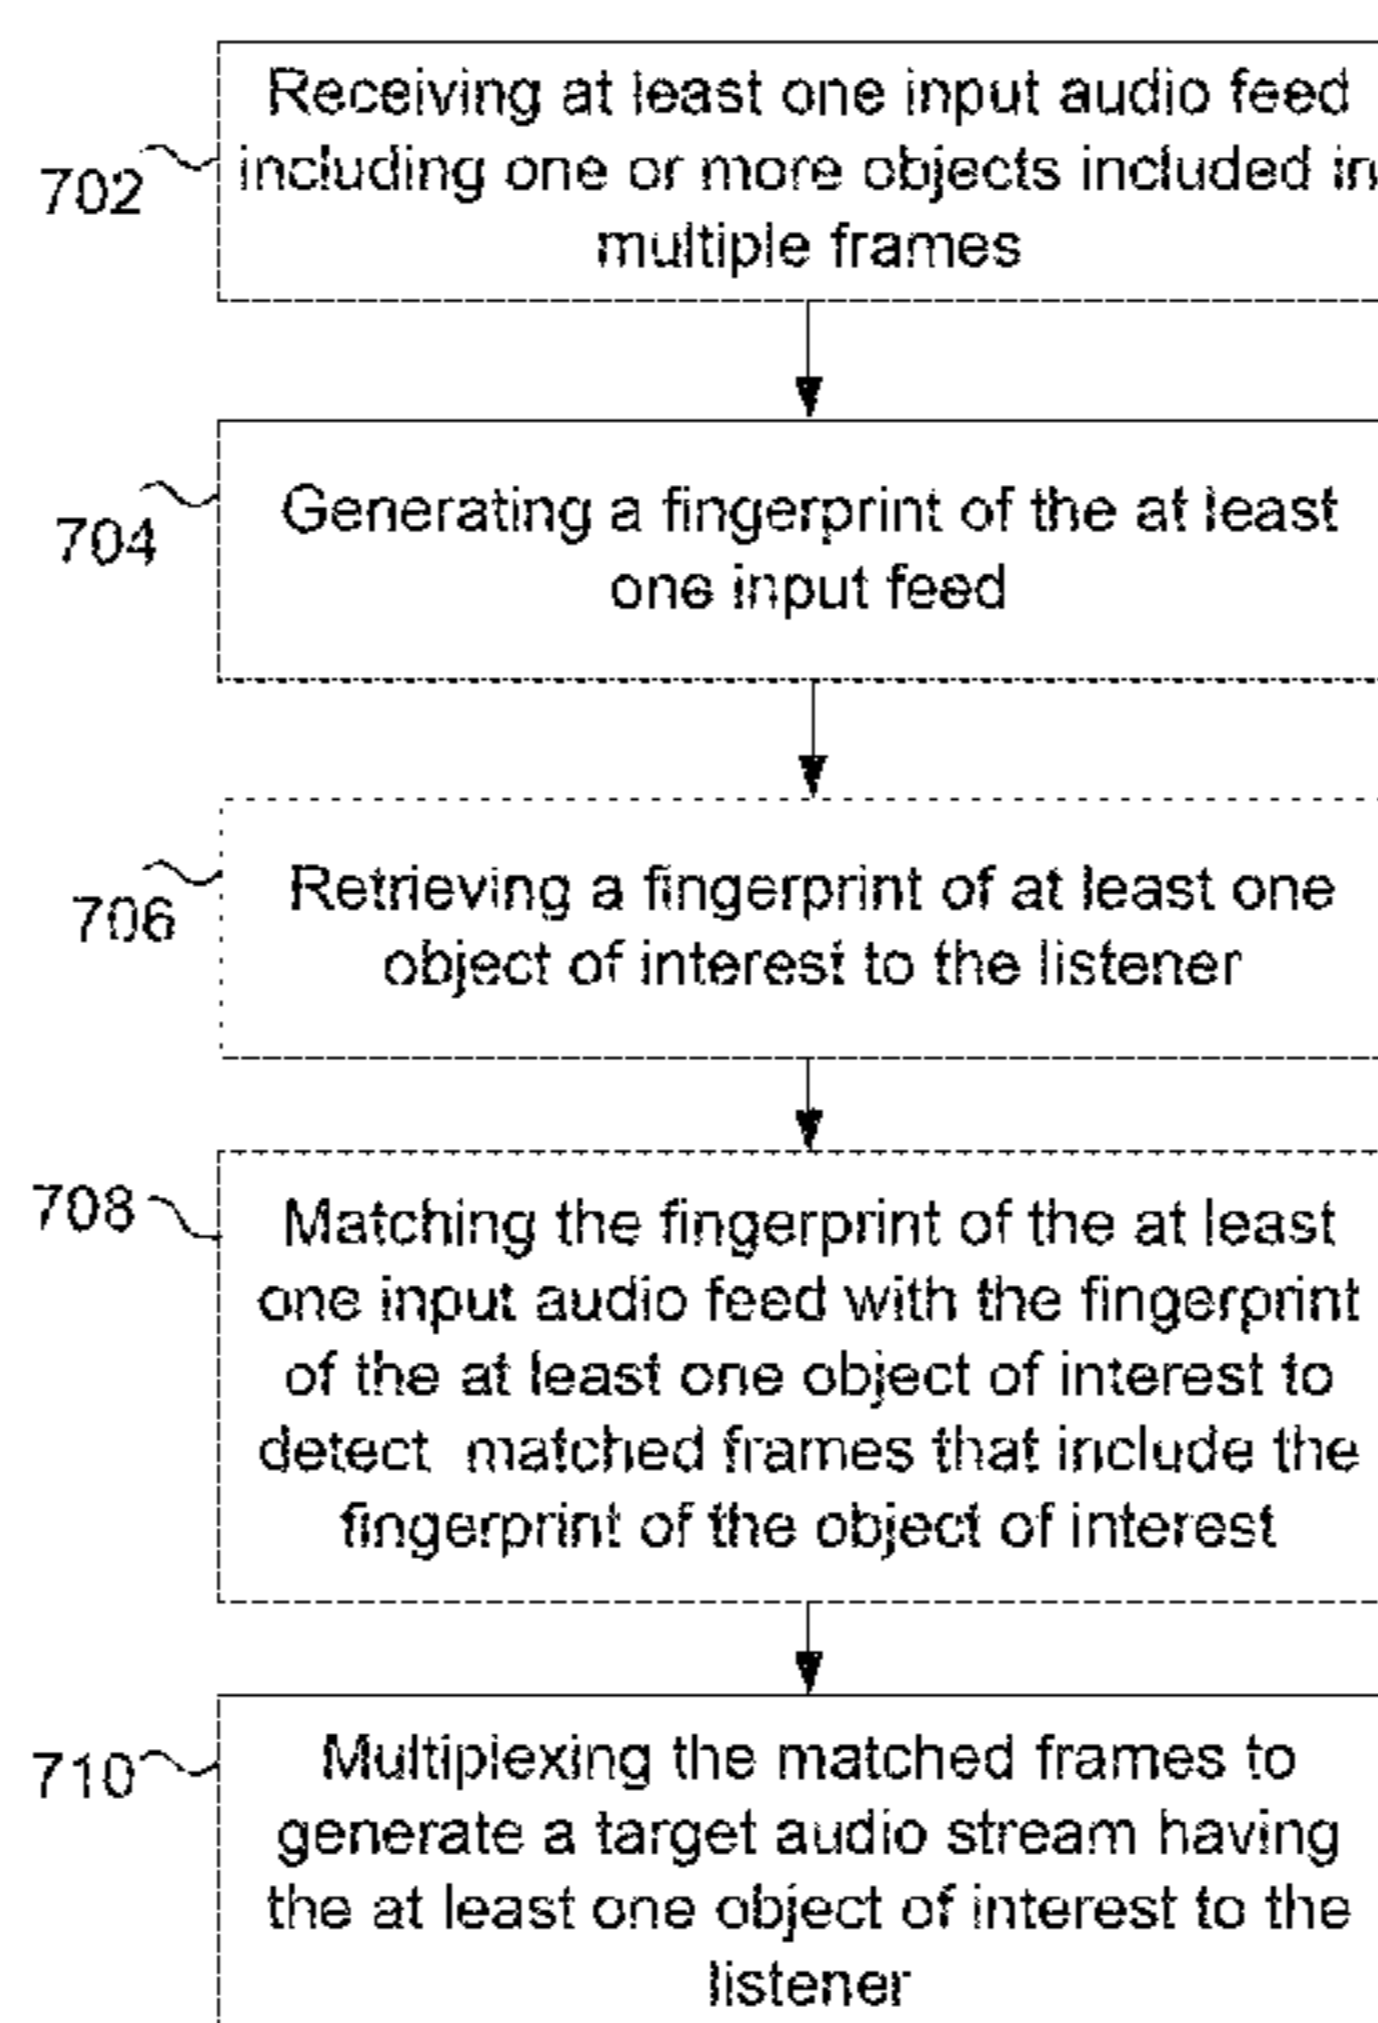 Receiving at least one input audio feed
702
including one or more objects included in
multiple frames
704
Generating a fingerprint of the at least
one input feed
706
Retrieving a fingerprint of at least one
object of interest to the listener
708
Matching the fingerprint of the at least
one input audio feed with the fingerprint
of the at least one object of interest to
detect matched frames that include the
fingerprint of the object of interest
710
Multiplexing the matched frames to
generate a target audio stream having
the at least one object of interest to the
listener